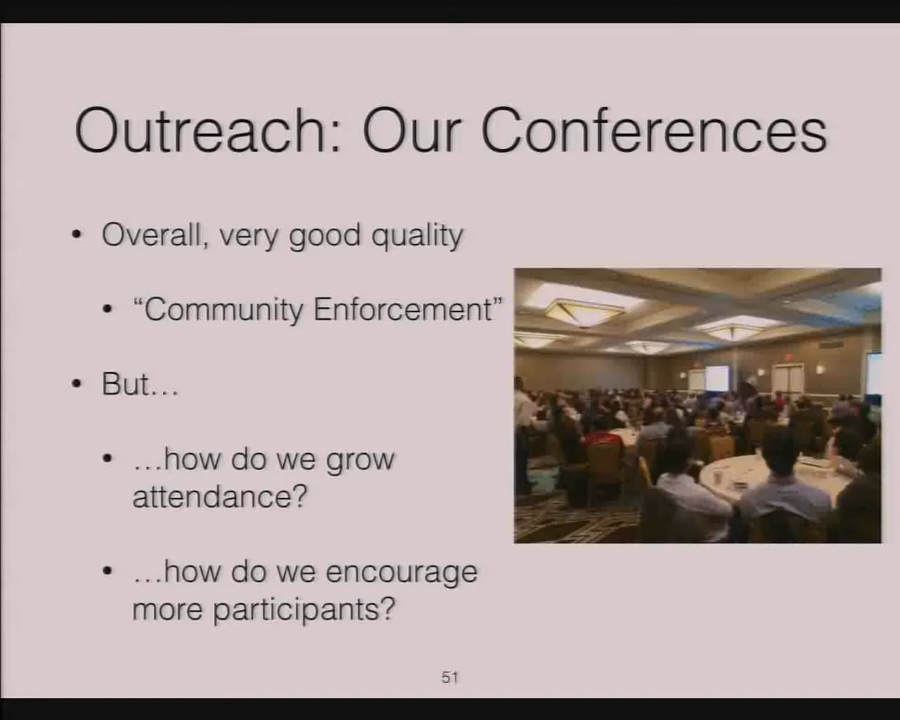 Outreach: Our Conferences
• Overall, very good quality
• “Community Enforcement”
• But…
• …how do we grow
attendance?
• …how do we encourage
more participants?
51